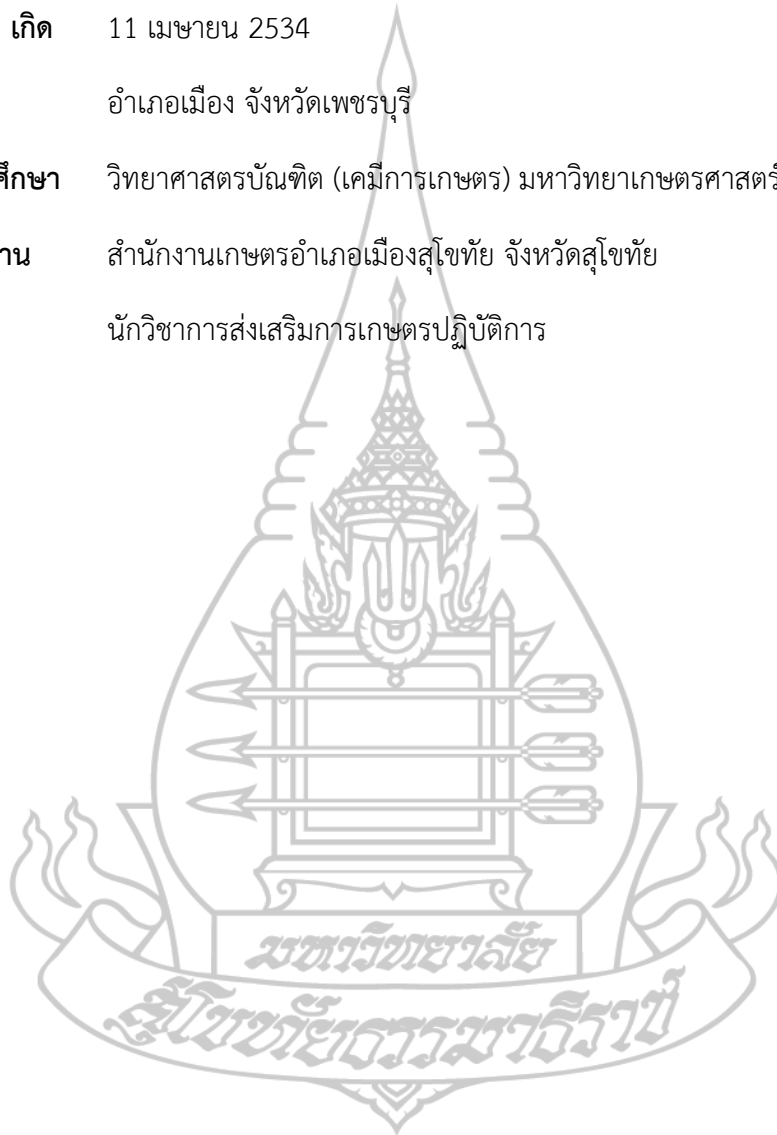 เกิด 11 เมษายน 2534
อำเภอเมือง จังหวัดเพชรบุรี
ศึกษา วิทยาศาสตรบัณฑิต (เคมีการเกษตร) มหาวิทยาเกษตรศาสตร์
าน สำนักงานเกษตรอำเภอเมืองสุโขทัย จังหวัดสุโขทัย
นักวิชาการส่งเสริมการเกษตรปฏิบัติการ
มหาวิทยาลัย
สุโขทัยธรรมาธิราช